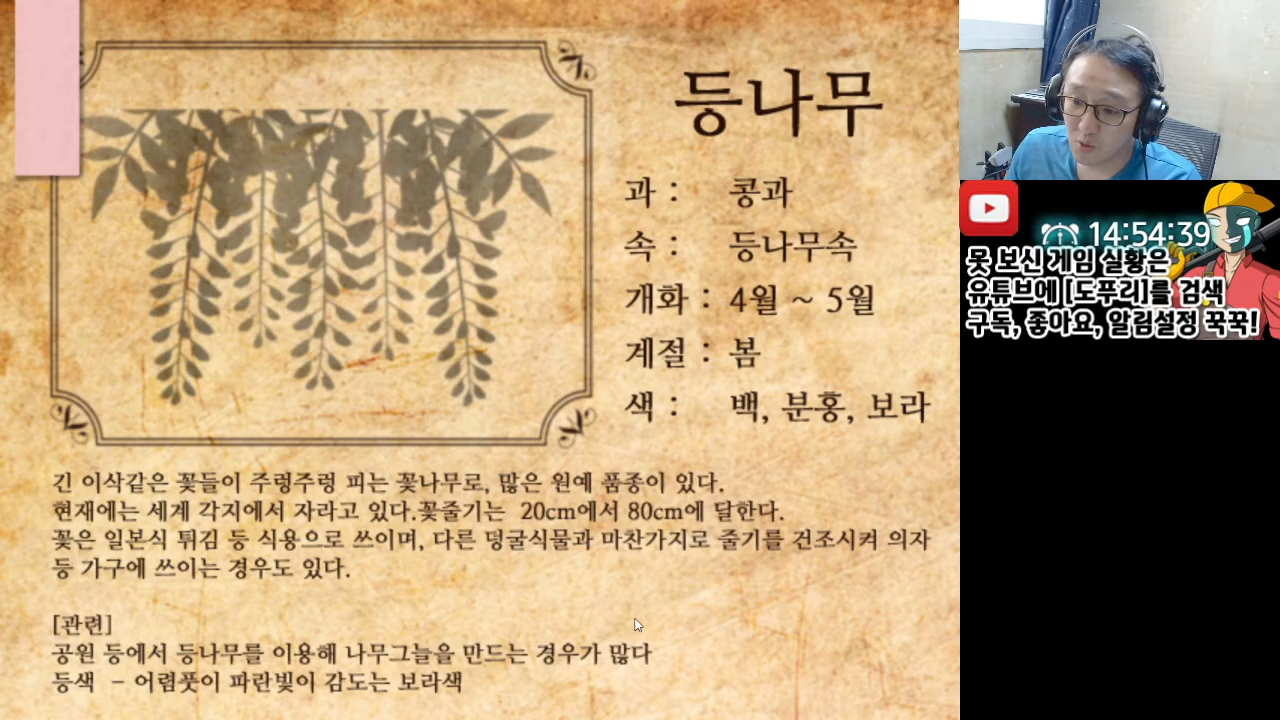 등나무
과 : 콩과
속 : 등나무속
개화 : 4월 ~ 5월
계절 : 봄
색 : 백, 분홍, 보라
긴 이삭같은 꽃들이 주렁주렁 피는 꽃나무로, 많은 원예 품종이 있다.
현재에는 세계 각지에서 자라고 있다.꽃줄기는 20cm에서 80cm에 달한다.
꽃은 일본식 튀김 등 식용으로 쓰이며, 다른 덩굴식물과 마찬가지로 줄기를 건조시켜 의자
등 가구에 쓰이는 경우도 있다.
[관련]
공원 등에서 등나무를 이용해 나무그늘을 만드는 경우가 많다
등색 - 어렴풋이 파란빛이 감도는 보라색
14:54:39
못 보신 게임 실황은
유튜브에 [도푸리]를 검색
구독, 좋아요, 알림설정 꾹꾹!